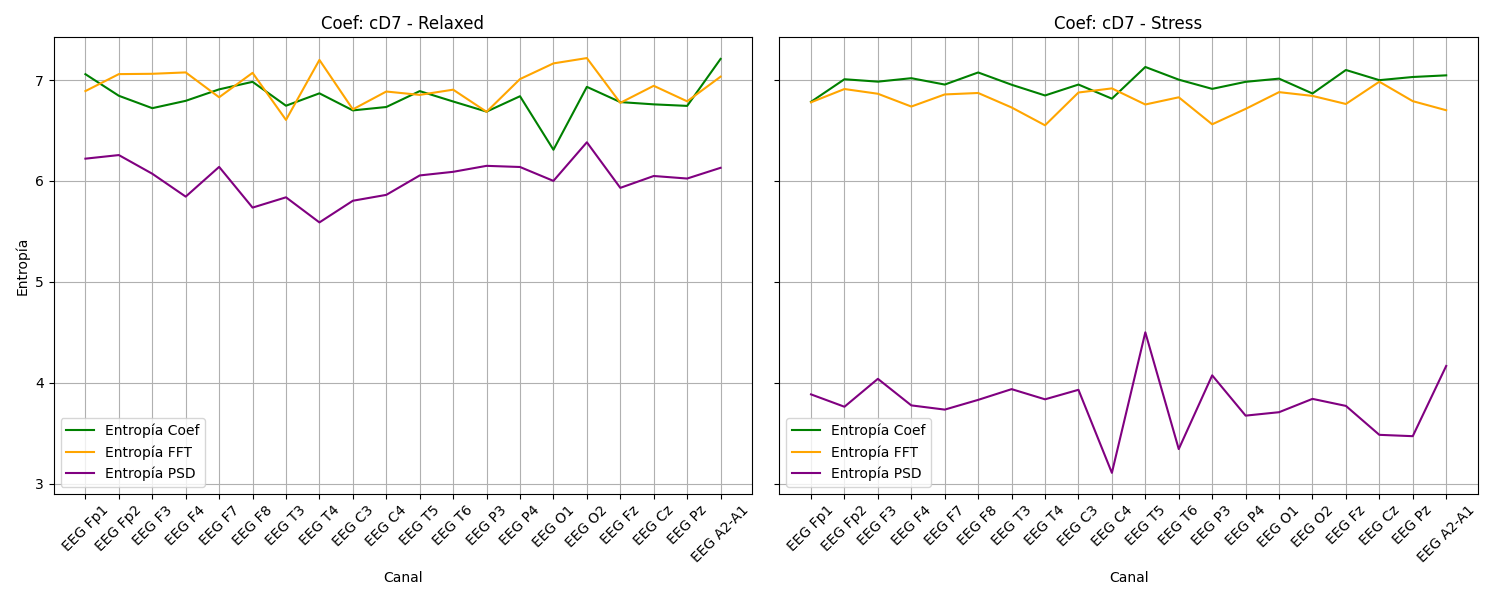 Coef: cD7 - Relaxed
Entropía
7
6
5
4
3
Entropía Coef
Entropía FFT
Entropía PSD
EEG Fp1
EEG Fp2
EEG F3
EEG F4
EEG F7
EEG F8
EEG T3
EEG T4
EEG C3
EEG C4
EEG T5
EEG T6
EEG P3
EEG P4
EEG O1
EEG O2
EEG Fz
EEG Cz
EEG Pz
EEG A2-A1
Canal
Coef: cD7 - Stress
Entropía Coef
Entropía FFT
Entropía PSD
EEG Fp1
EEG Fp2
EEG F3
EEG F4
EEG F7
EEG F8
EEG T3
EEG T4
EEG C3
EEG C4
EEG T5
EEG T6
EEG P3
EEG P4
EEG O1
EEG O2
EEG Fz
EEG Cz
EEG Pz
EEG A2-A1
Canal